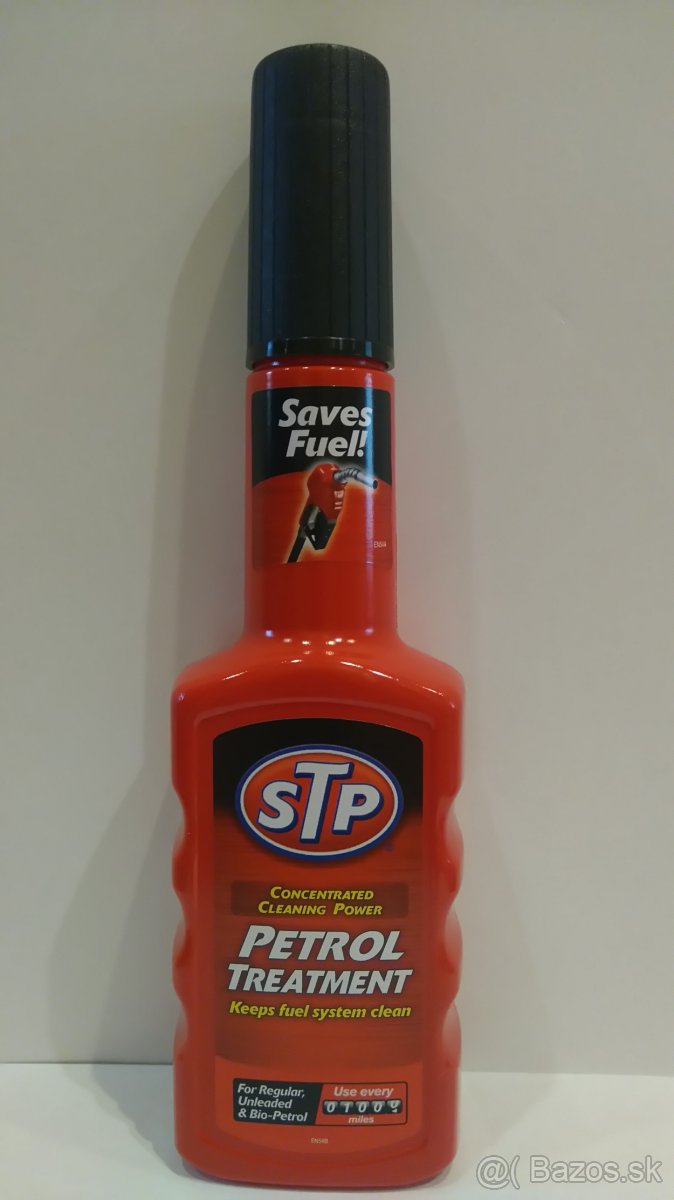 Saves
Fuel!
STP
CONCENTRATED
CLEANING POWER
PETROL
TREATMENT
Keeps fuel system clean
For Regular,
Unleaded
& Bio-Petrol
Use every
miles
@( Bazos.sk